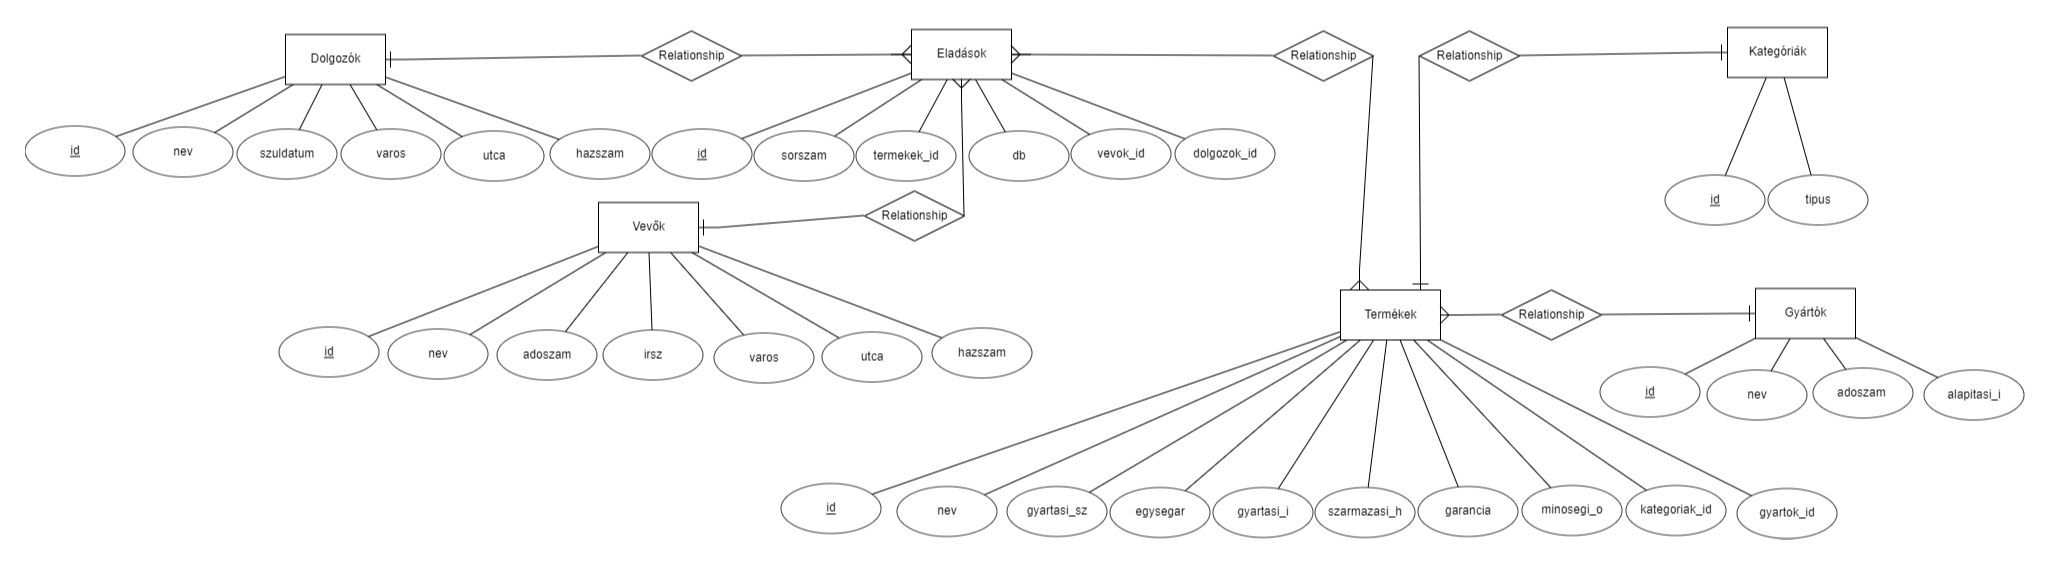 Dolgozók
Relationship
Eladások
Relationship
Relationship
Kategóriák
id
nev
szuldatum
varos
utca
hazszam
id
sorszam
termekek_id
db
vevok_id
dolgozok_id
id
tipus
Vevők
Relationship
id
nev
adoszam
irsz
varos
utca
hazszam
Termékek
Relationship
Gyártók
id
nev
adoszam
alapitasi_i
id
nev
gyartasi_sz
egysegar
gyartasi_i
szarmazasi_h
garancia
minosegi_o
kategoriak_id
gyartok_id